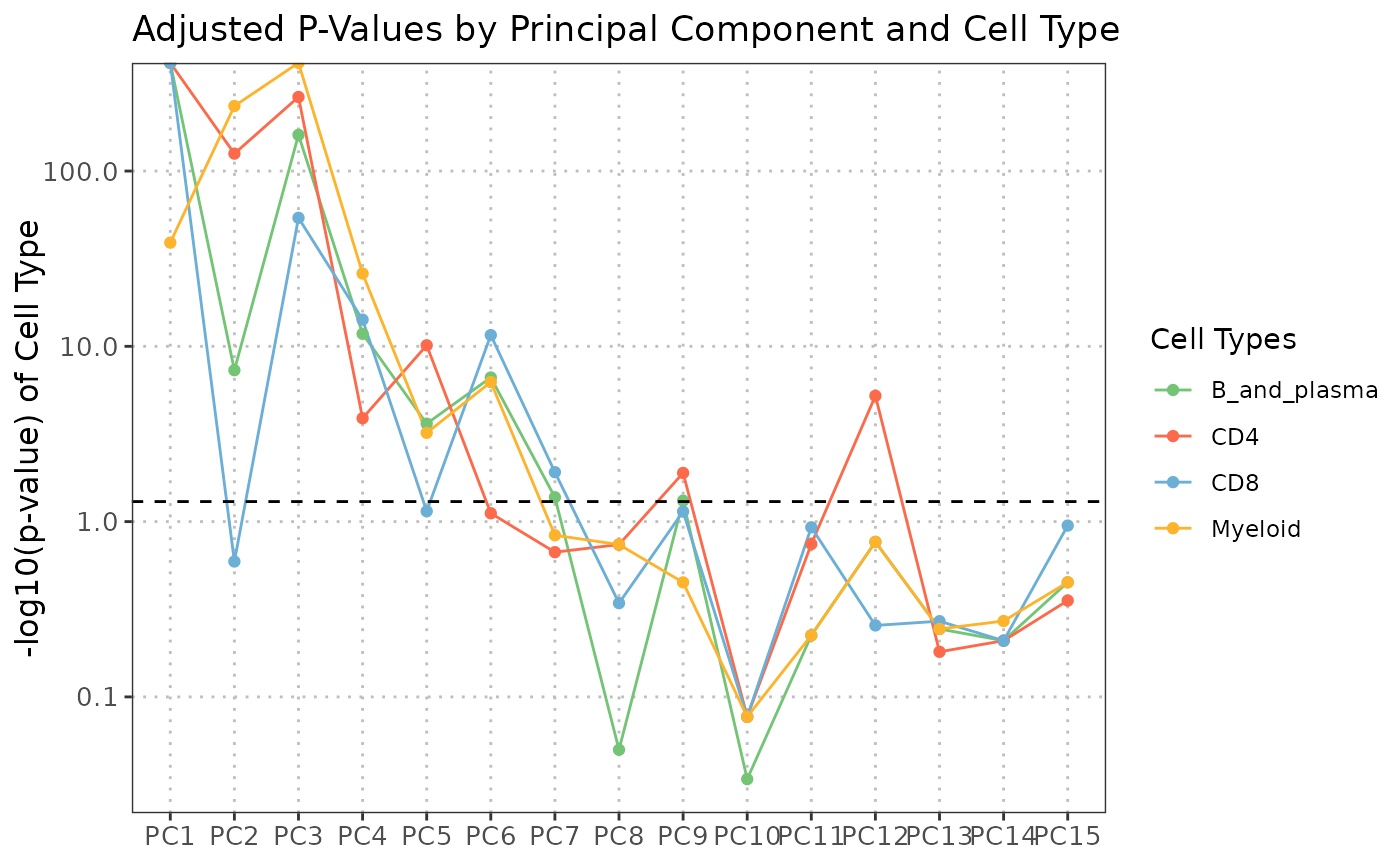 Adjusted P-Values by Principal Component and Cell Type
-log10(p-value) of Cell Type
100.0
10.0
1.0
0.1
PC1 PC2 PC3 PC4 PC5 PC6 PC7 PC8 PC9 PC10 PC11 PC12 PC13 PC14 PC15
Cell Types
B_and_plasma
CD4
CD8
Myeloid